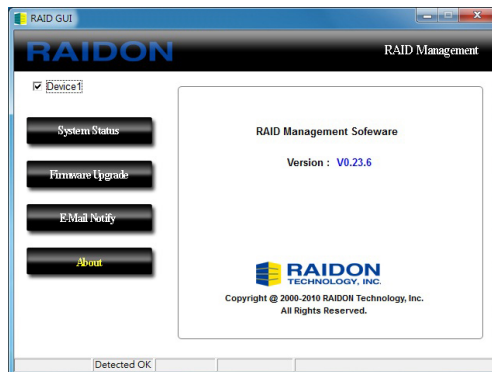 RAID GUI
RAIDON
RAID Management
Device1
System Status
Firmware Upgrade
E-Mail Notify
About
RAID Management Sofeware
Version : V0.23.6
RAIDON
TECHNOLOGY, INC.
Copyright @ 2000-2010 RAIDON Technology, Inc.
All Rights Reserved.
Detected OK